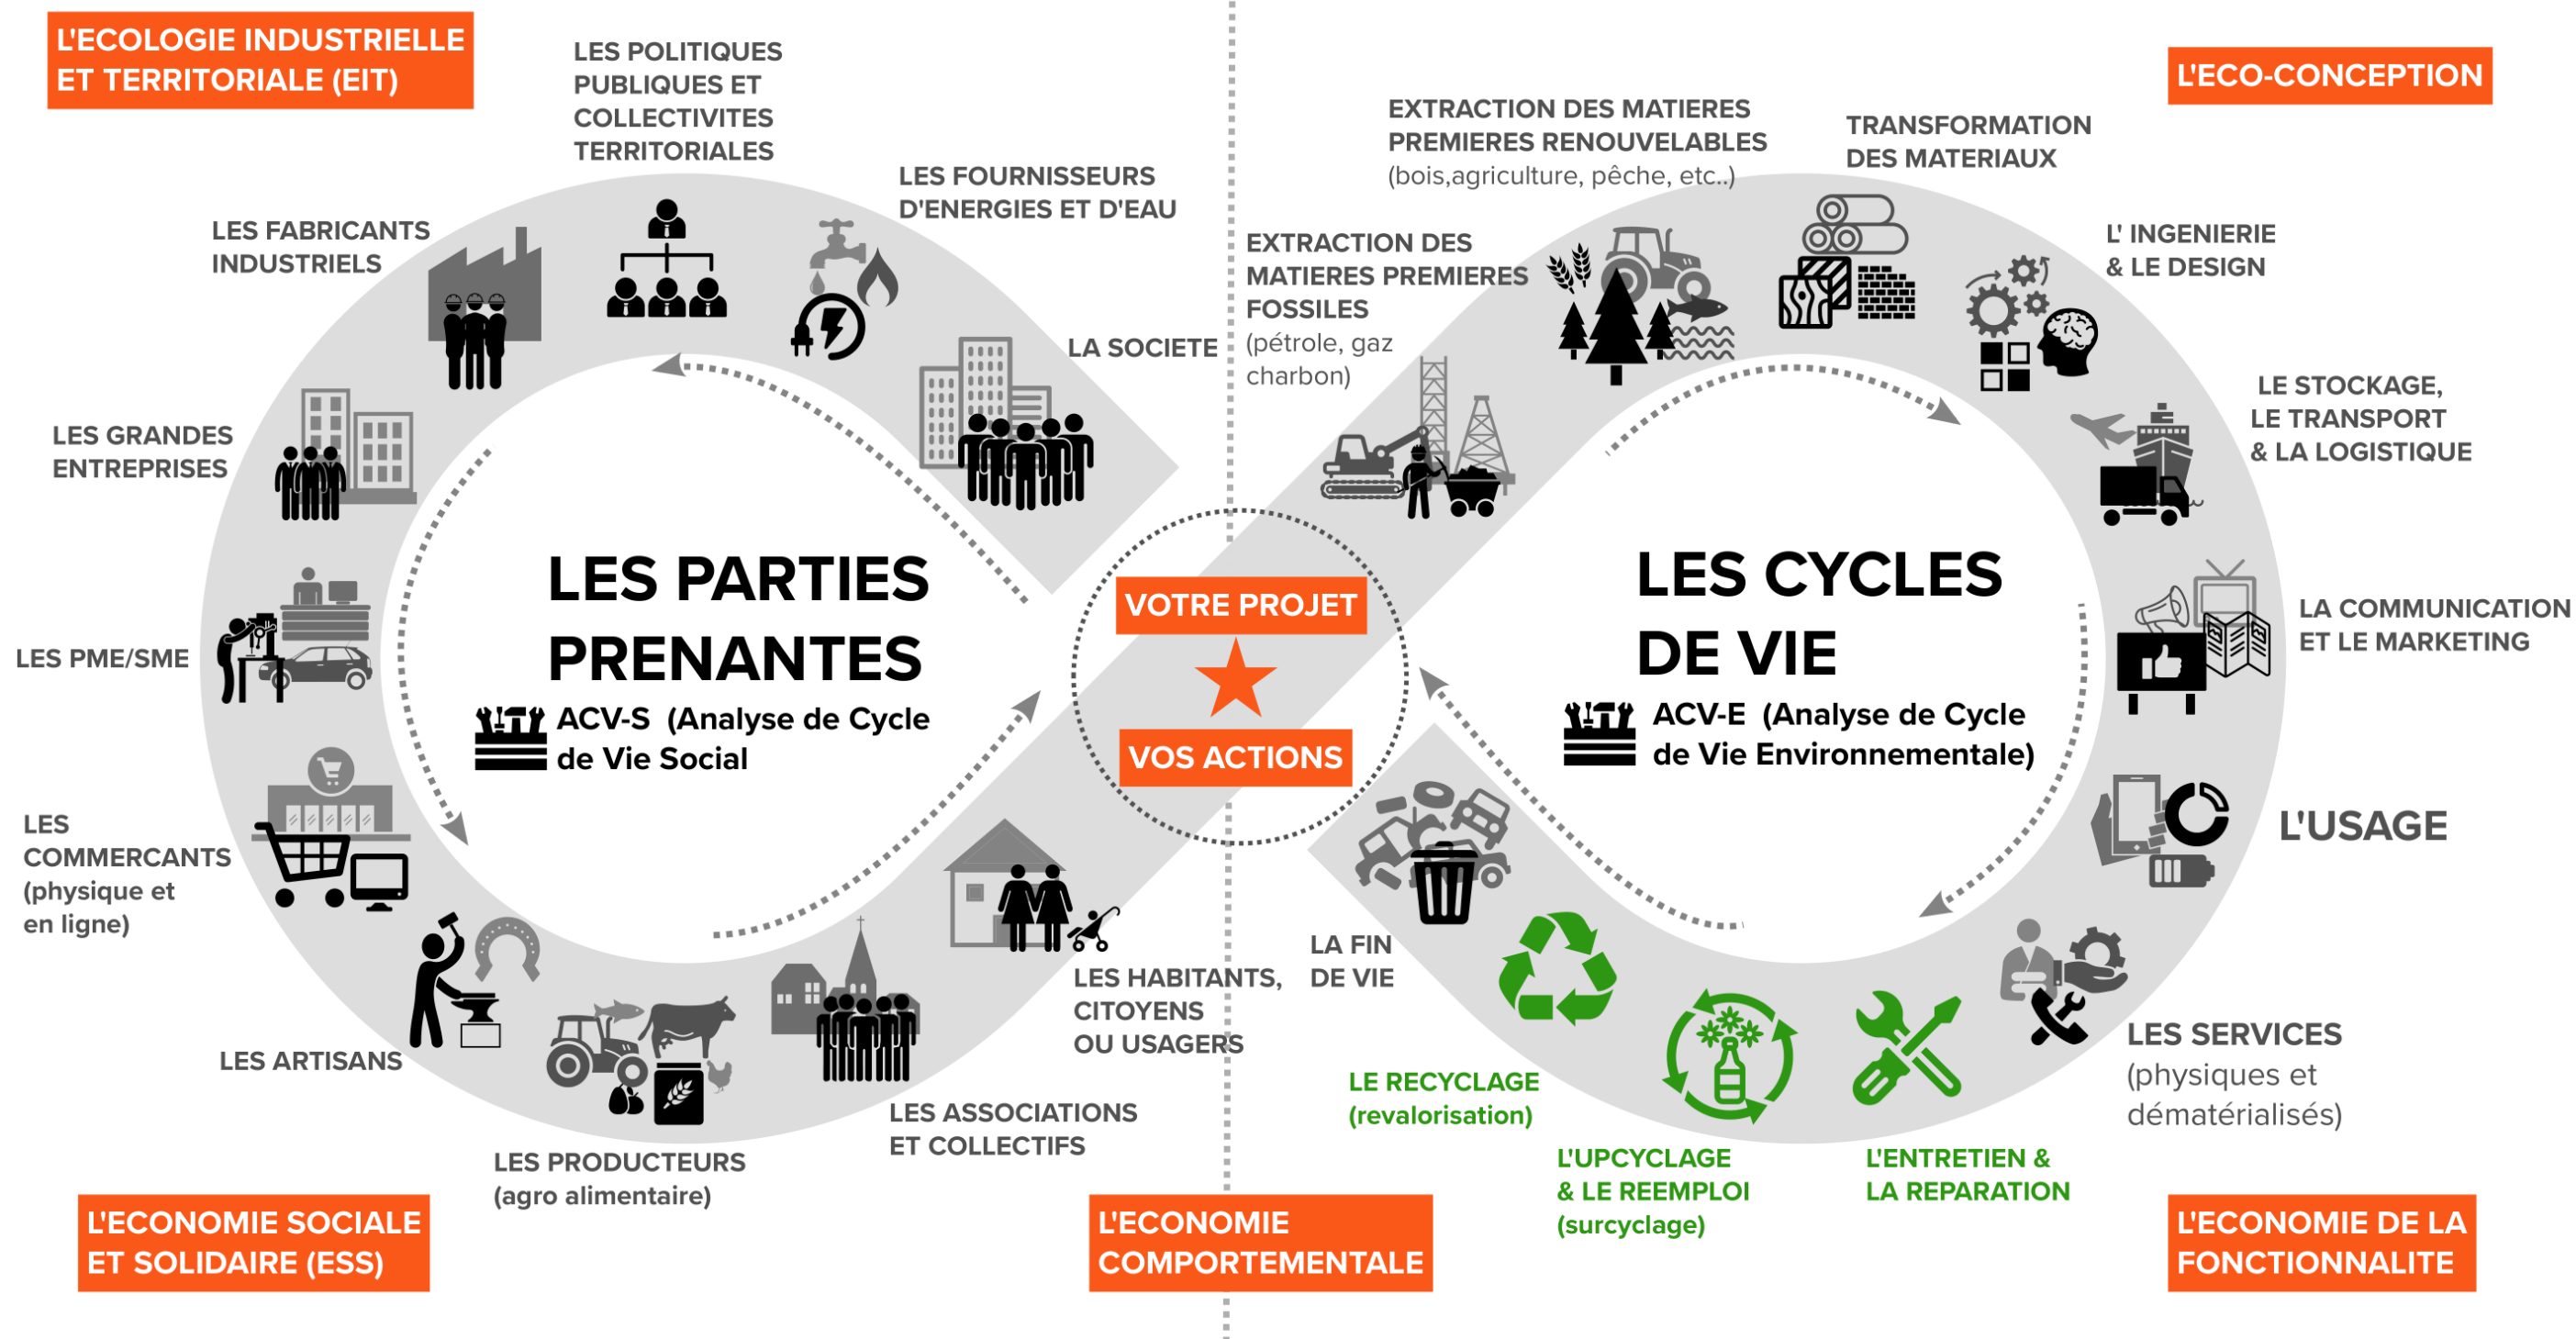 L'ECOLOGIE INDUSTRIELLE
ET TERRITORIALE (EIT)
LES POLITIQUES
PUBLIQUES ET
COLLECTIVITES
TERRITORIALES
LES FOURNISSEURS
D'ENERGIES ET D'EAU
LES FABRICANTS
INDUSTRIELS
LA SOCIETE
LES GRANDES
ENTREPRISES
LES PME/SME
LES PARTIES
PRENANTES
ACV-S (Analyse de Cycle
de Vie Social
LES
COMMERCANTS
(physique et
en ligne)
LES ARTISANS
LES PRODUCTEURS
(agro alimentaire)
LES ASSOCIATIONS
ET COLLECTIFS
LES HABITANTS,
CITOYENS
OU USAGERS
L'ECONOMIE SOCIALE
ET SOLIDAIRE (ESS)
VOTRE PROJET
VOS ACTIONS
L'ECONOMIE
COMPORTEMENTALE
L'ECO-CONCEPTION
EXTRACTION DES MATIERES
PREMIERES RENOUVELABLES
(bois,agriculture, pêche, etc..)
TRANSFORMATION
DES MATERIAUX
EXTRACTION DES
MATIERES PREMIERES
FOSSILES
(pétrole, gaz
charbon)
L' INGENIERIE
& LE DESIGN
LE STOCKAGE,
LE TRANSPORT
& LA LOGISTIQUE
LES CYCLES
DE VIE
ACV-E (Analyse de Cycle
de Vie Environnementale)
LA COMMUNICATION
ET LE MARKETING
L'USAGE
LES SERVICES
(physiques et
dématérialisés)
L'ENTRETIEN &
LA REPARATION
L'UPCYCLAGE
& LE REEMPLOI
(surcyclage)
LE RECYCLAGE
(revalorisation)
LA FIN
DE VIE
L'ECONOMIE DE LA
FONCTIONNALITE